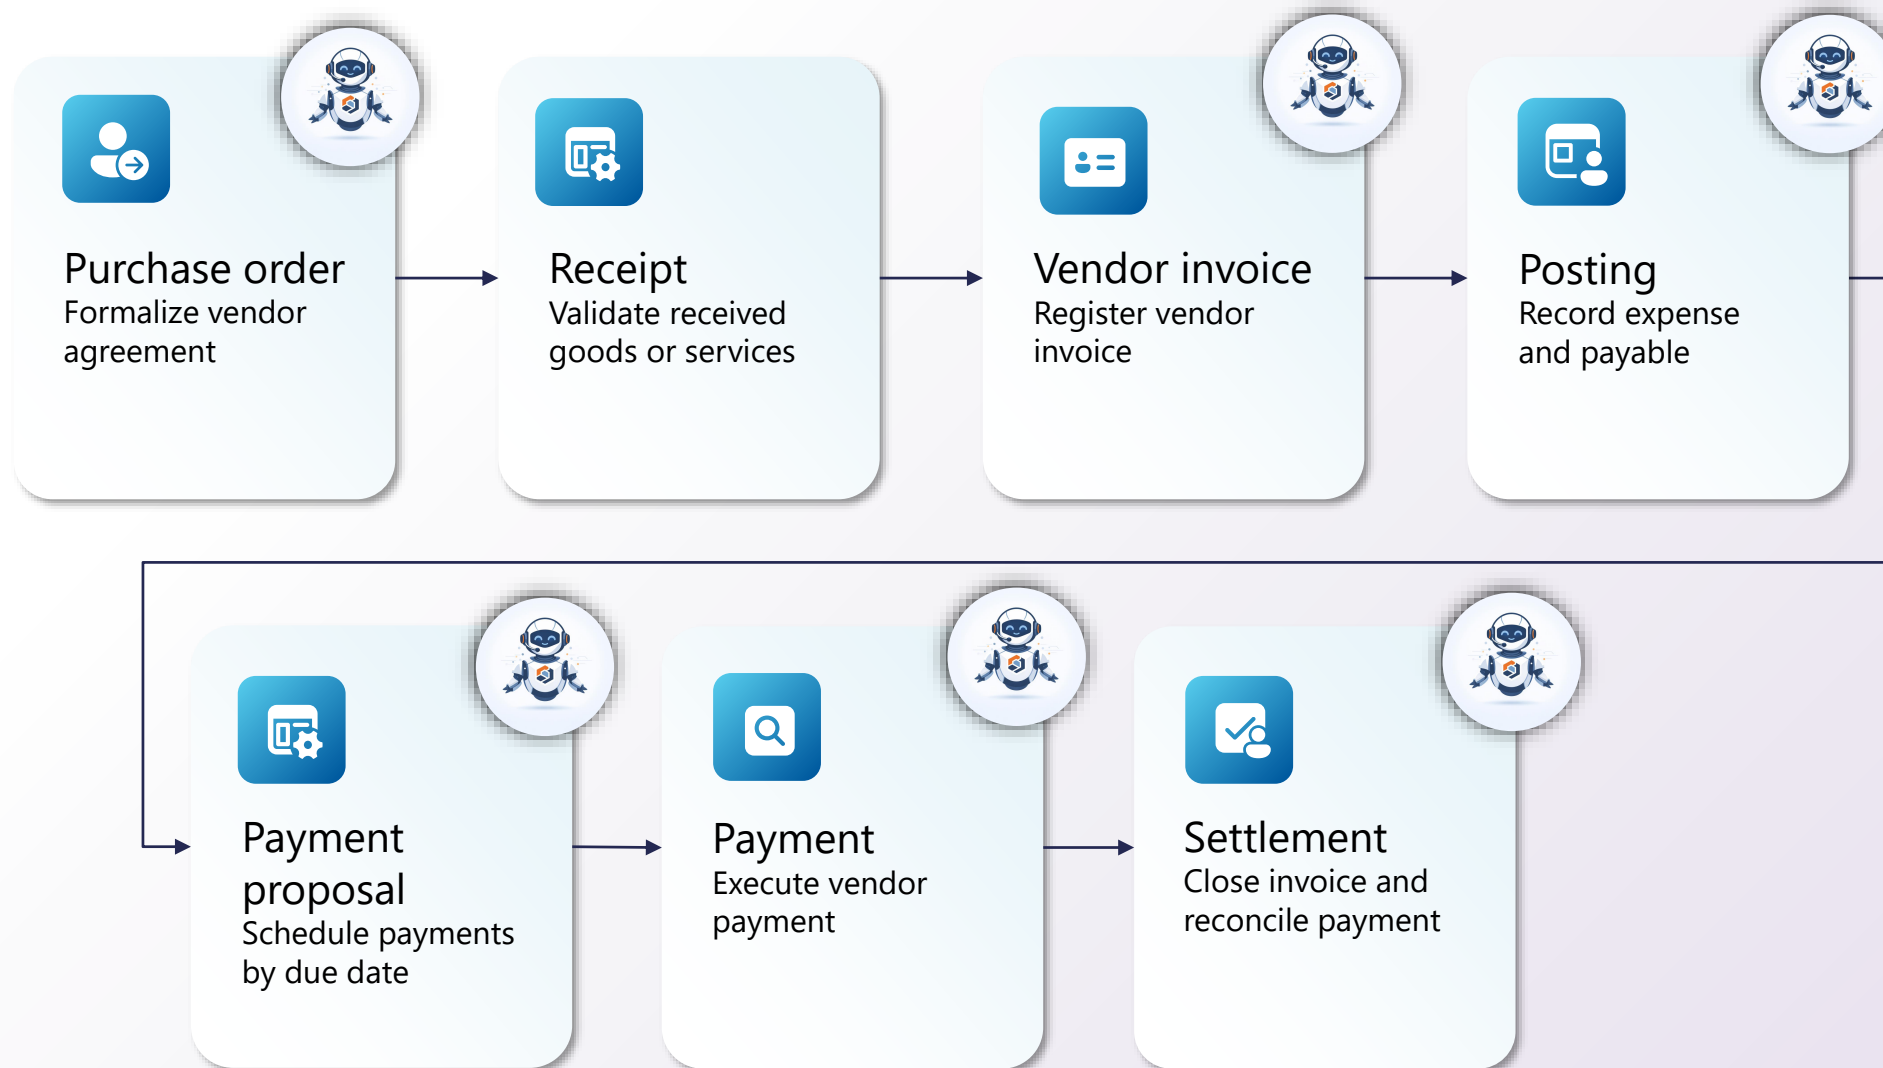 Purchase order
Formalize vendor
agreement
Receipt
Validate received
goods or services
Vendor invoice
Register vendor
invoice
Posting
Record expense
and payable
Payment
proposal
Schedule payments
by due date
Payment
Execute vendor
payment
Settlement
Close invoice and
reconcile payment